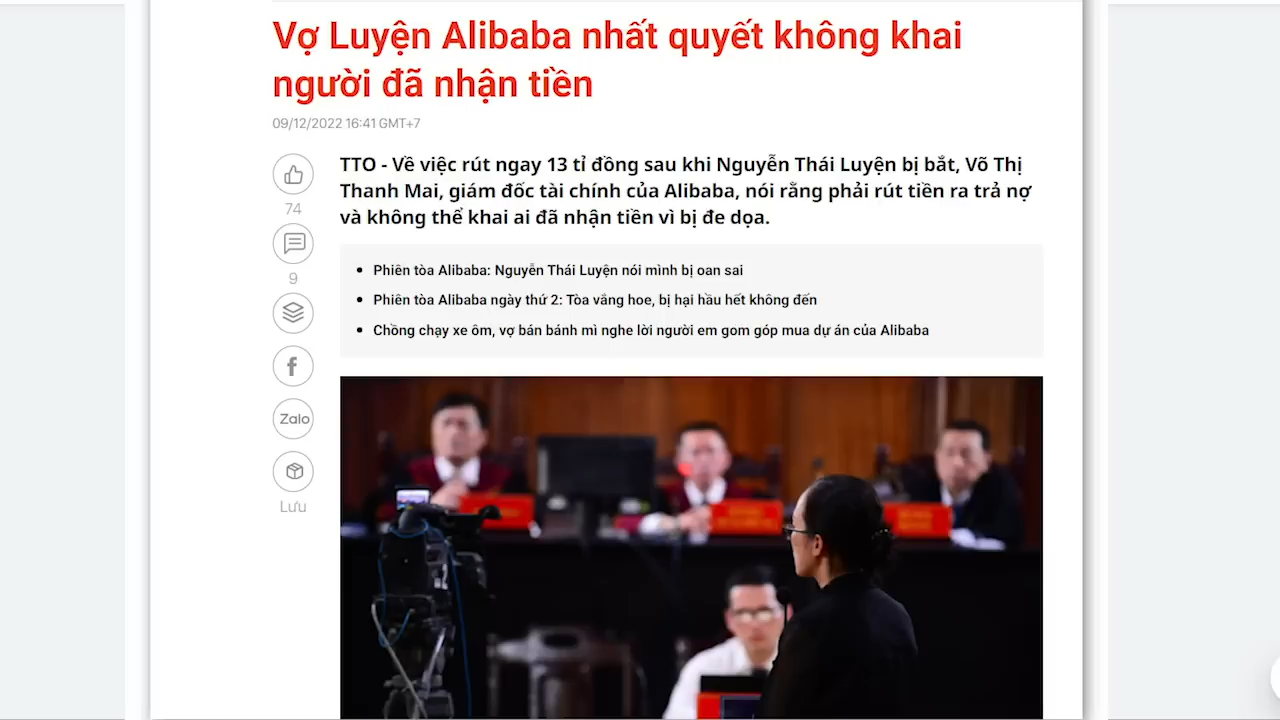 Vợ Luyện Alibaba nhất quyết không khai
người đã nhận tiền
09/12/2022 16:41 GMT+7
TTO - Về việc rút ngay 13 tỉ đồng sau khi Nguyễn Thái Luyện bị bắt, Võ Thị
Thanh Mai, giám đốc tài chính của Alibaba, nói rằng phải rút tiền ra trả nợ
và không thể khai ai đã nhận tiền vì bị đe dọa.
74
9
f
Zalo
Lưu
Phiên tòa Alibaba: Nguyễn Thái Luyện nói mình bị oan sai
Phiên tòa Alibaba ngày thứ 2: Tòa vắng hoe, bị hại hầu hết không đến
Chồng chạy xe ôm, vợ bán bánh mì nghe lời người em gom góp mua dự án của Alibaba